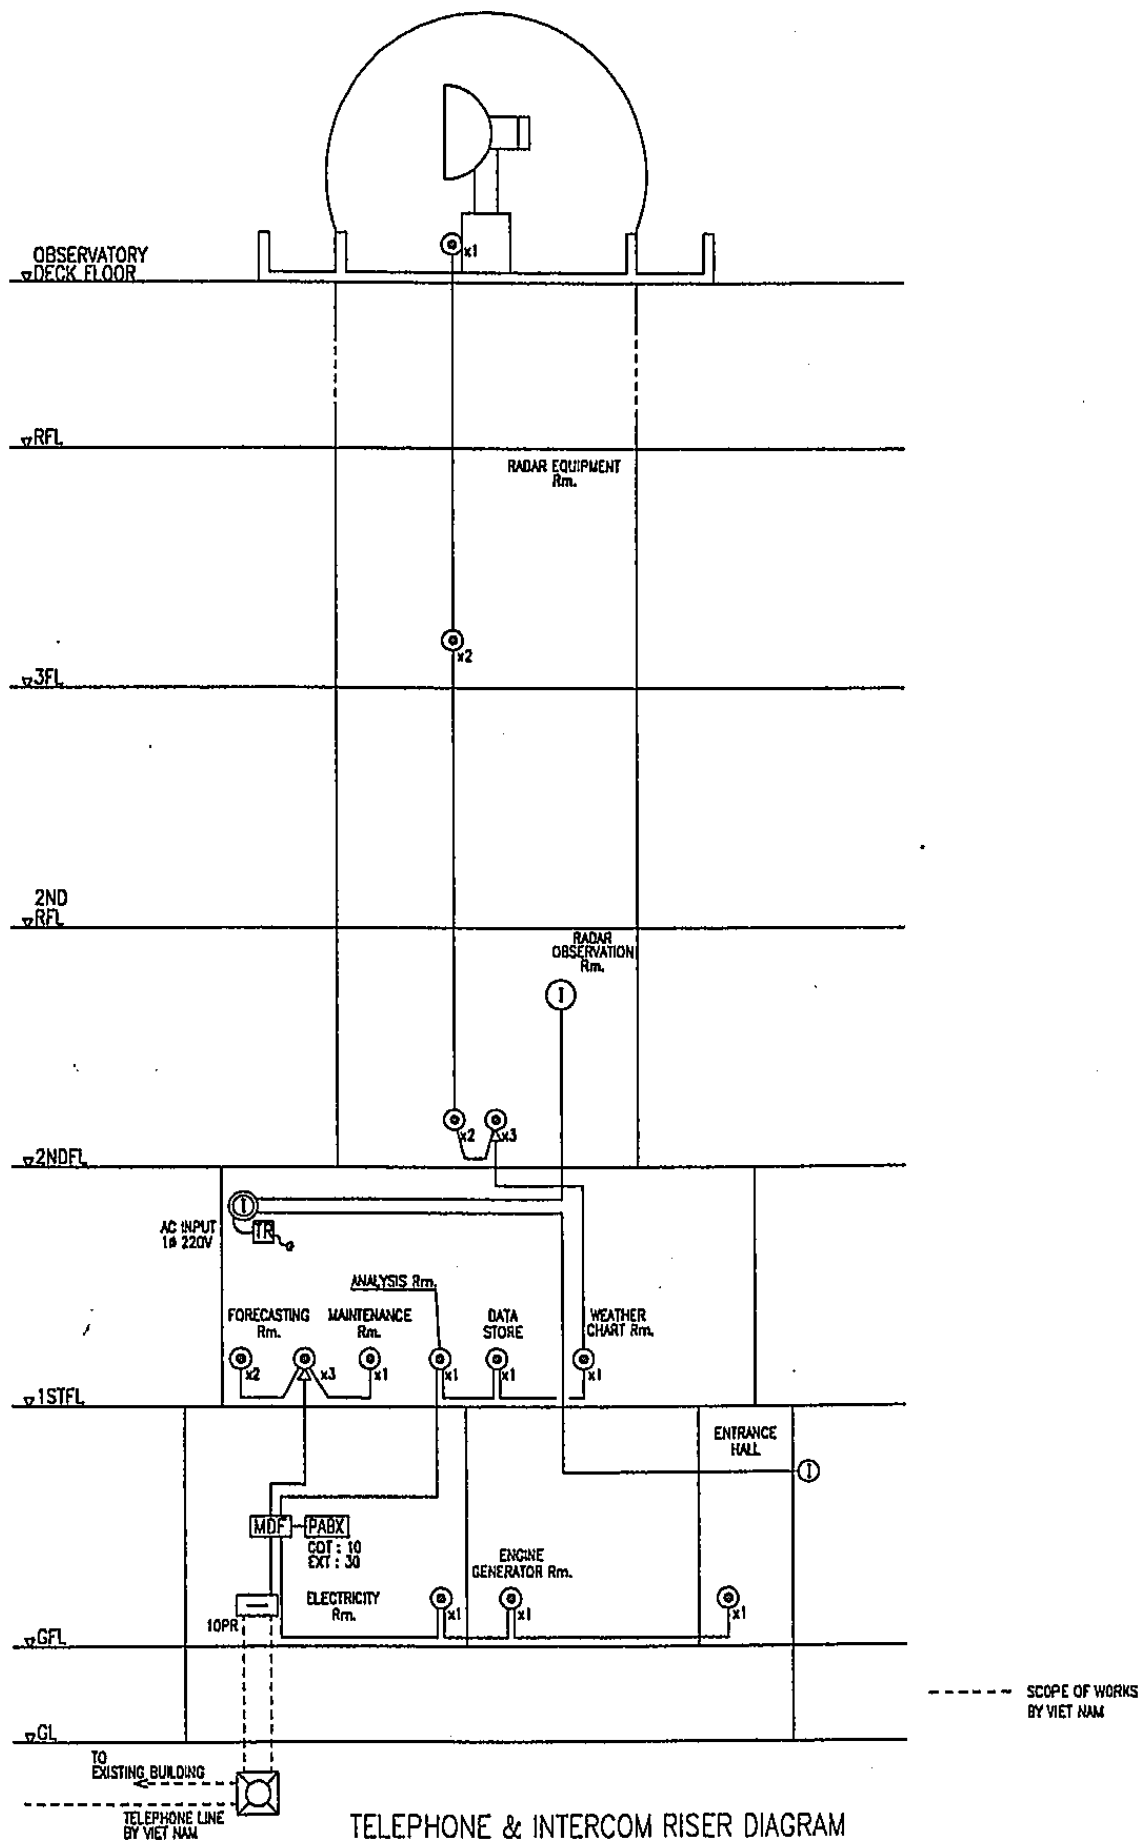 OBSERVATORY
DECK FLOOR
x1
RFL
RADAR EQUIPMENT
Rm.
x2
3FL
2ND
RFL
RADAR
OBSERVATION
Rm.
I
x2
x3
2NDFL
I
AC INPUT
1ø 220V
TR
ANALYSIS Rm.
FORECASTING
Rm.
MAINTENANCE
Rm.
DATA
STORE
WEATHER
CHART Rm.
x2
x3
x1
x1
x1
x1
1STFL
ENTRANCE
HALL
I
MDF
PABX
COT : 10
EXT : 30
ENGINE
GENERATOR Rm.
ELECTRICITY
Rm.
x1
x1
x1
10PR
GFL
SCOPE OF WORKS
BY VIET NAM
GL
TO
EXISTING BUILDING
TELEPHONE LINE
BY VIET NAM
TELEPHONE & INTERCOM RISER DIAGRAM